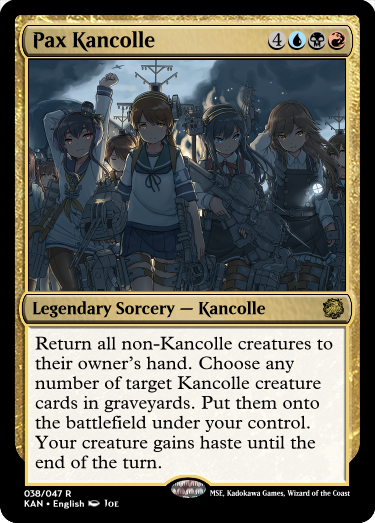 Pax Kancolle 4
Legendary Sorcery — Kancolle
Return all non-Kancolle creatures to
their owner's hand. Choose any
number of target Kancolle creature
cards in graveyards. Put them onto
the battlefield under your control.
Your creature gains haste until the
end of the turn.
038/047 R
MSE, Kadokawa Games, Wizard of the Coast
KAN • English JOE